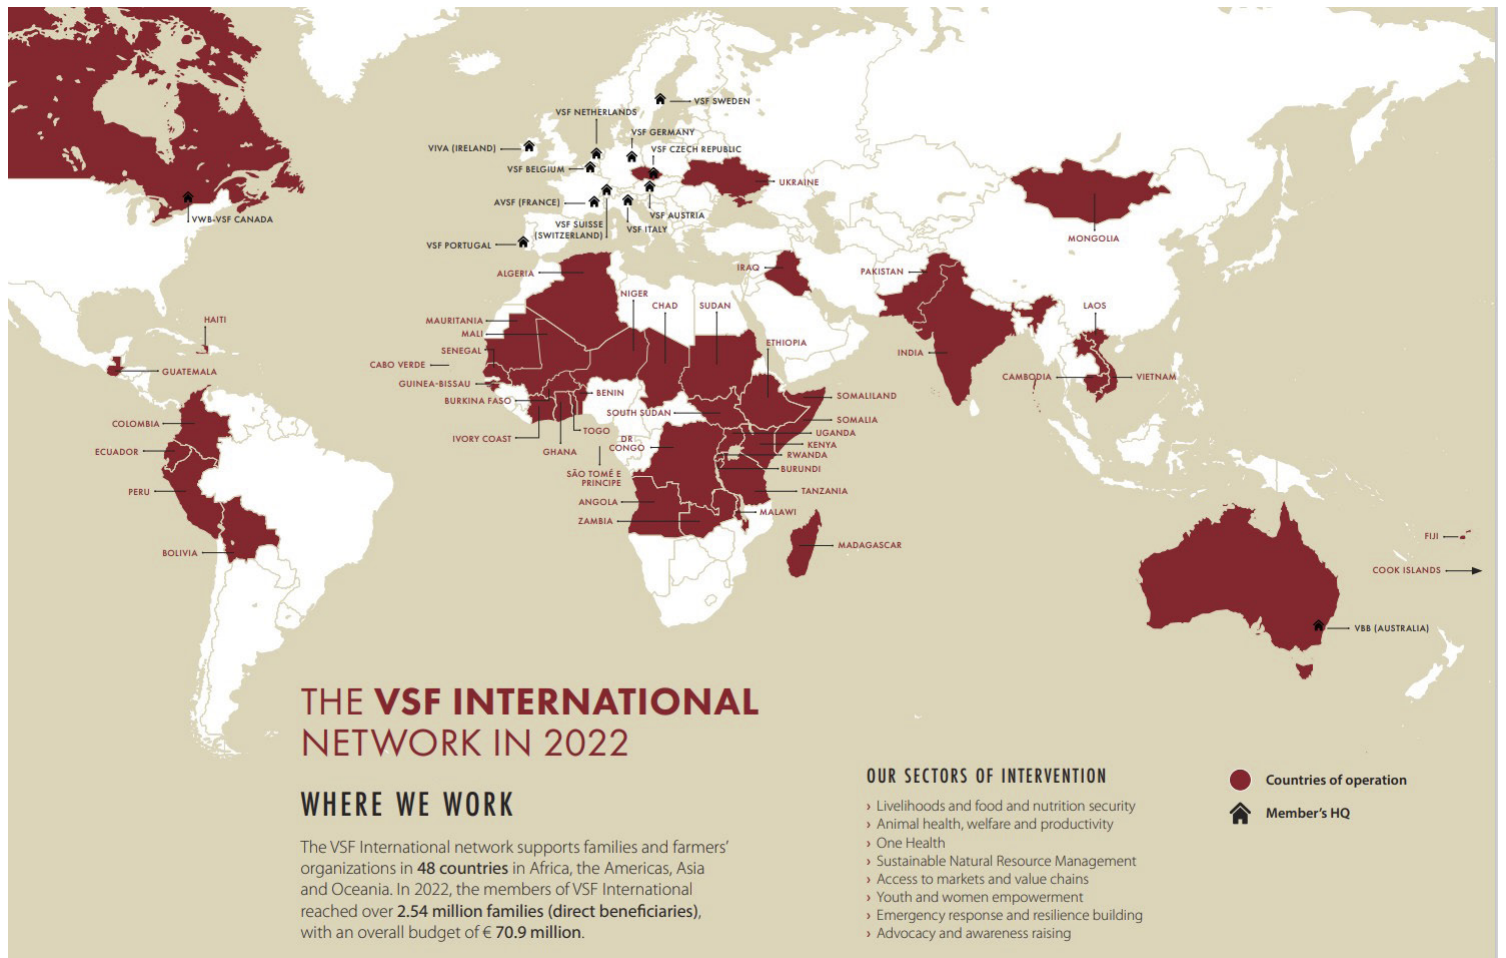 VSF SWEDEN
VSF NETHERLANDS
VSF GERMANY
VIVA (IRELAND)
VSF CZECH REPUBLIC
VSF BELGIUM
UKRAINE
AVSF (FRANCE)
VSF AUSTRIA
VWB-VSF CANADA
VSF SUISSE
(SWITZERLAND)
VSF ITALY
VSF PORTUGAL
MONGOLIA
ALGERIA
IRAQ
PAKISTAN
NIGER
CHAD
SUDAN
LAOS
HAITI
MAURITANIA
MALI
ETHIOPIA
SENEGAL
INDIA
CABO VERDE
GUATEMALA
CAMBODIA
VIETNAM
GUINEA-BISSAU
BENIN
SOMALILAND
BURKINA FASO
SOUTH SUDAN
SOMALIA
COLOMBIA
TOGO
UGANDA
IVORY COAST
DR
CONGO
KENYA
GHANA
ECUADOR
RWANDA
BURUNDI
SÃO TOMÉ E
PRINCIPE
PERU
TANZANIA
ANGOLA
MALAWI
ZAMBIA
FIJI
MADAGASCAR
BOLIVIA
COOK ISLANDS
VBB (AUSTRALIA)
THE VSF INTERNATIONAL
NETWORK IN 2022
WHERE WE WORK
The VSF International network supports families and farmers'
organizations in 48 countries in Africa, the Americas, Asia
and Oceania. In 2022, the members of VSF International
reached over 2.54 million families (direct beneficiaries),
with an overall budget of € 70.9 million.
OUR SECTORS OF INTERVENTION
› Livelihoods and food and nutrition security
› Animal health, welfare and productivity
› One Health
› Sustainable Natural Resource Management
› Access to markets and value chains
› Youth and women empowerment
› Emergency response and resilience building
› Advocacy and awareness raising
Countries of operation
Member's HQ